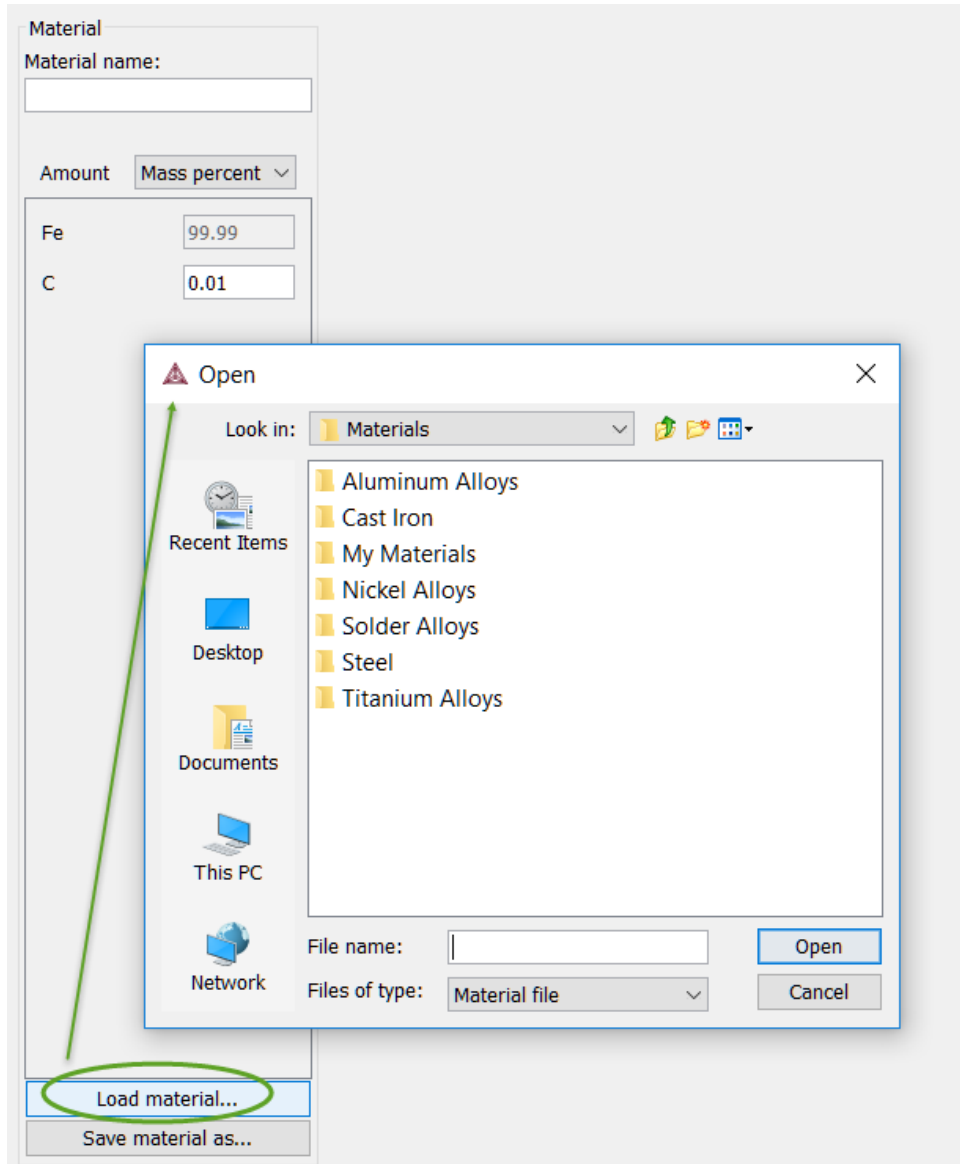 Material
Material name:
Amount Mass percent
Fe 99.99
C 0.01
Open
Look in: Materials
Aluminum Alloys
Cast Iron
My Materials
Nickel Alloys
Solder Alloys
Steel
Titanium Alloys
Recent Items
Desktop
Documents
This PC
Network
File name: Open
Files of type: Material file Cancel
Load material...
Save material as...